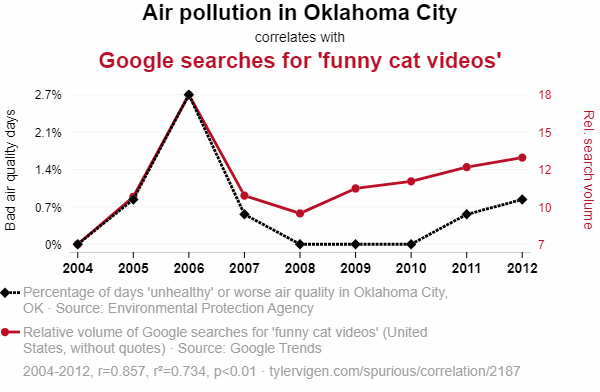 Air pollution in Oklahoma City
correlates with
Google searches for 'funny cat videos'
Bad air quality days
2.7%
2.1%
1.4%
0.7%
0%
18
15
12
10
7
Rel. search volume
2004 2005 2006 2007 2008 2009 2010 2011 2012
Percentage of days 'unhealthy' or worse air quality in Oklahoma City,
OK · Source: Environmental Protection Agency
Relative volume of Google searches for 'funny cat videos' (United
States, without quotes) · Source: Google Trends
2004-2012, r=0.857, r²=0.734, p<0.01 · tylervigen.com/spurious/correlation/2187